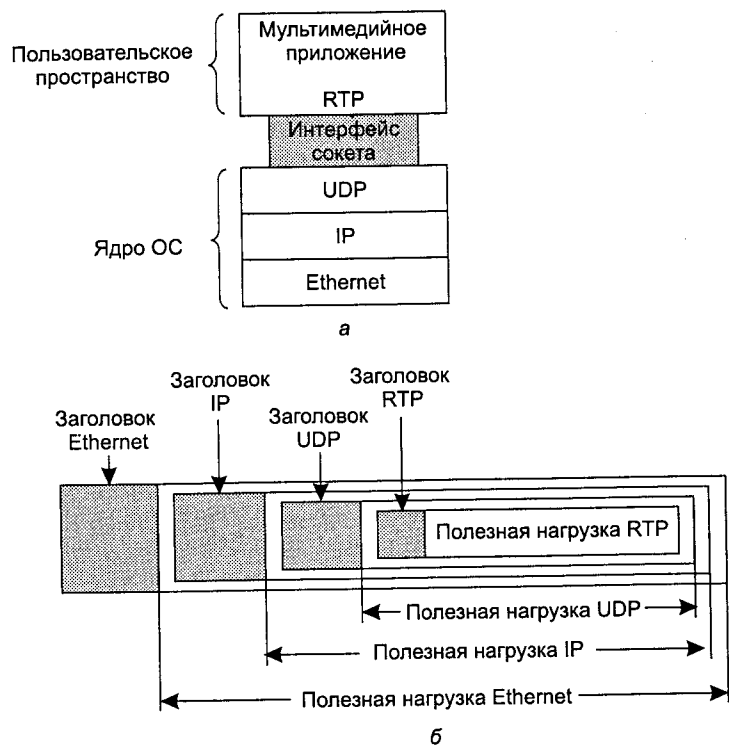 Пользовательское
пространство
Мультимедийное
приложение
RTP
Интерфейс
сокета
Ядро ОС
UDP
IP
Ethernet
а
Заголовок
Ethernet
Заголовок
IP
Заголовок
UDP
Заголовок
RTP
Полезная нагрузка RTP
Полезная нагрузка UDP
Полезная нагрузка IP
Полезная нагрузка Ethernet
б